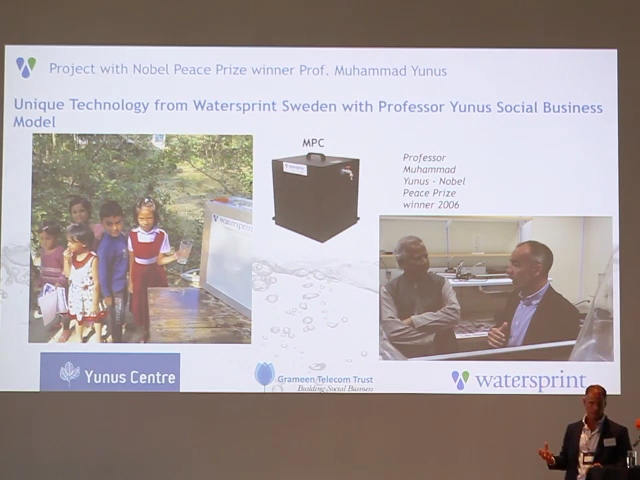 Project with Nobel Peace Prize winner Prof. Muhammad Yunus
Unique Technology from Watersprint Sweden with Professor Yunus Social Business
Model
MPC
Professor
Muhammad
Yunus - Nobel
Peace Prize
winner 2006
watersprint
Yunus Centre
Grameen Telecom Trust
Building Social Business
watersprint